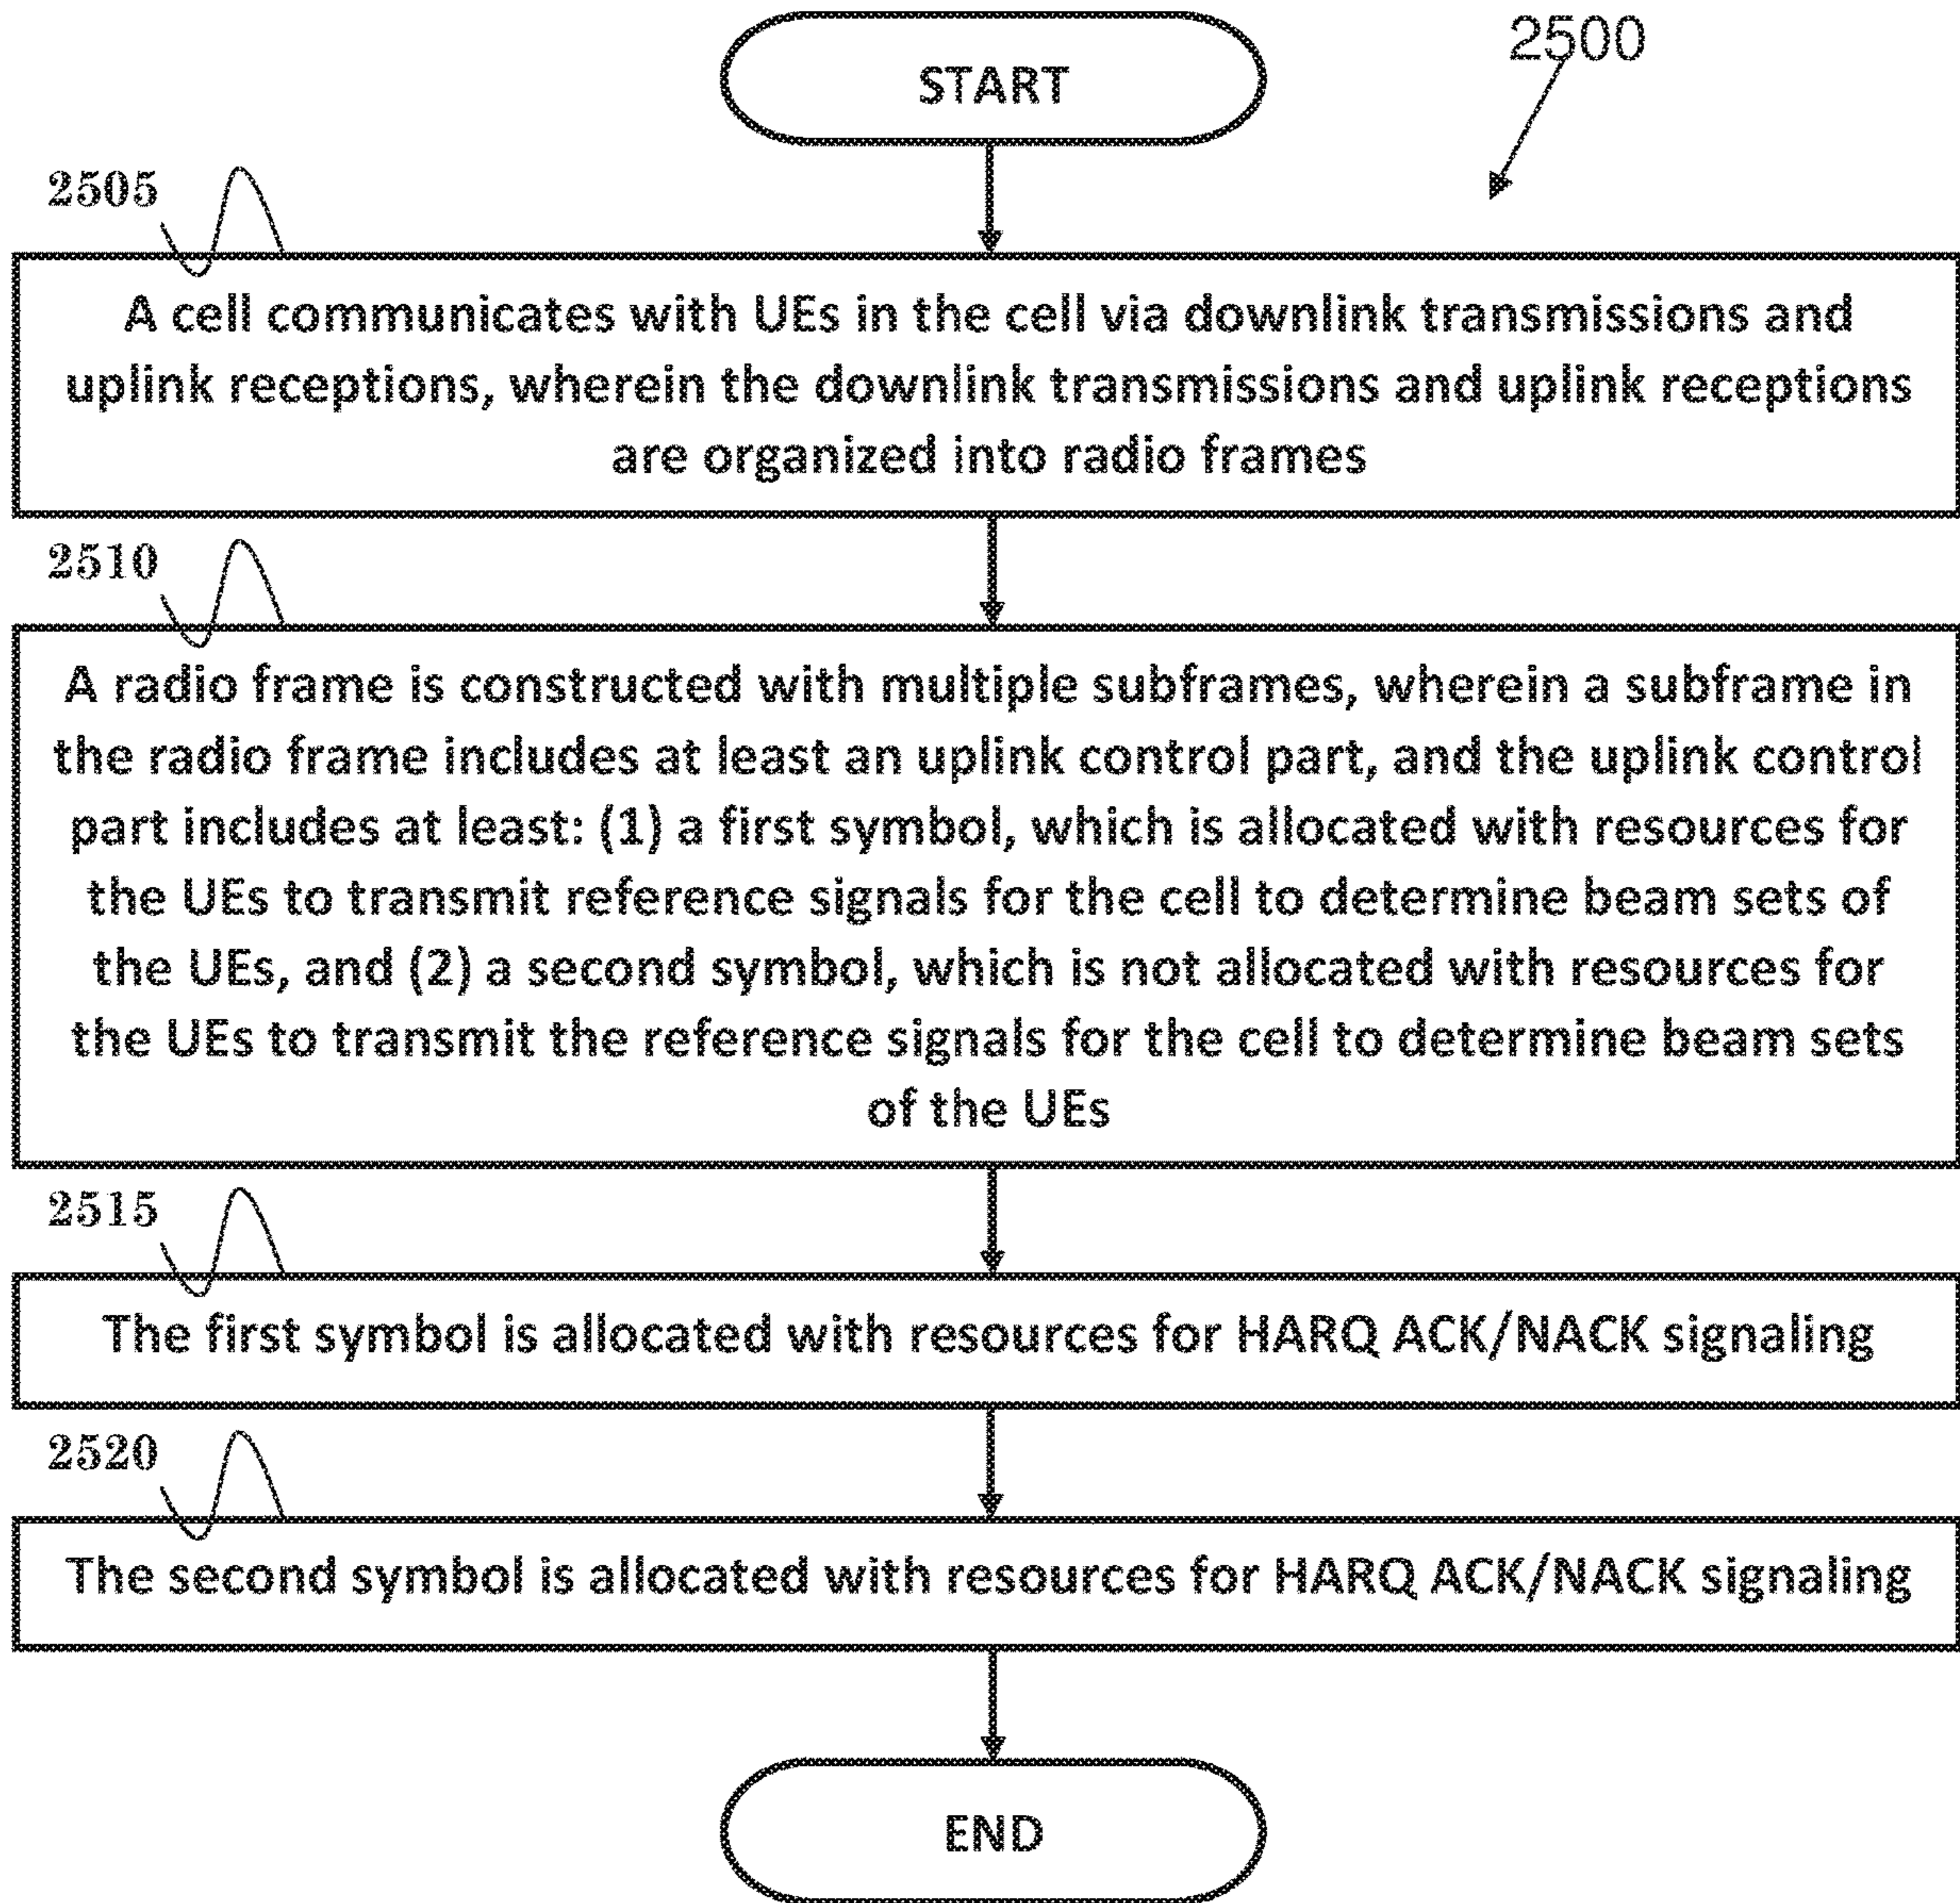 START
2500
2505
A cell communicates with UEs in the cell via downlink transmissions and
uplink receptions, wherein the downlink transmissions and uplink receptions
are organized into radio frames
2510
A radio frame is constructed with multiple subframes, wherein a subframe in
the radio frame includes at least an uplink control part, and the uplink control
part includes at least: (1) a first symbol, which is allocated with resources for
the UEs to transmit reference signals for the cell to determine beam sets of
the UEs, and (2) a second symbol, which is not allocated with resources for
the UEs to transmit the reference signals for the cell to determine beam sets
of the UEs
2515
The first symbol is allocated with resources for HARQ ACK/NACK signaling
2520
The second symbol is allocated with resources for HARQ ACK/NACK signaling
END